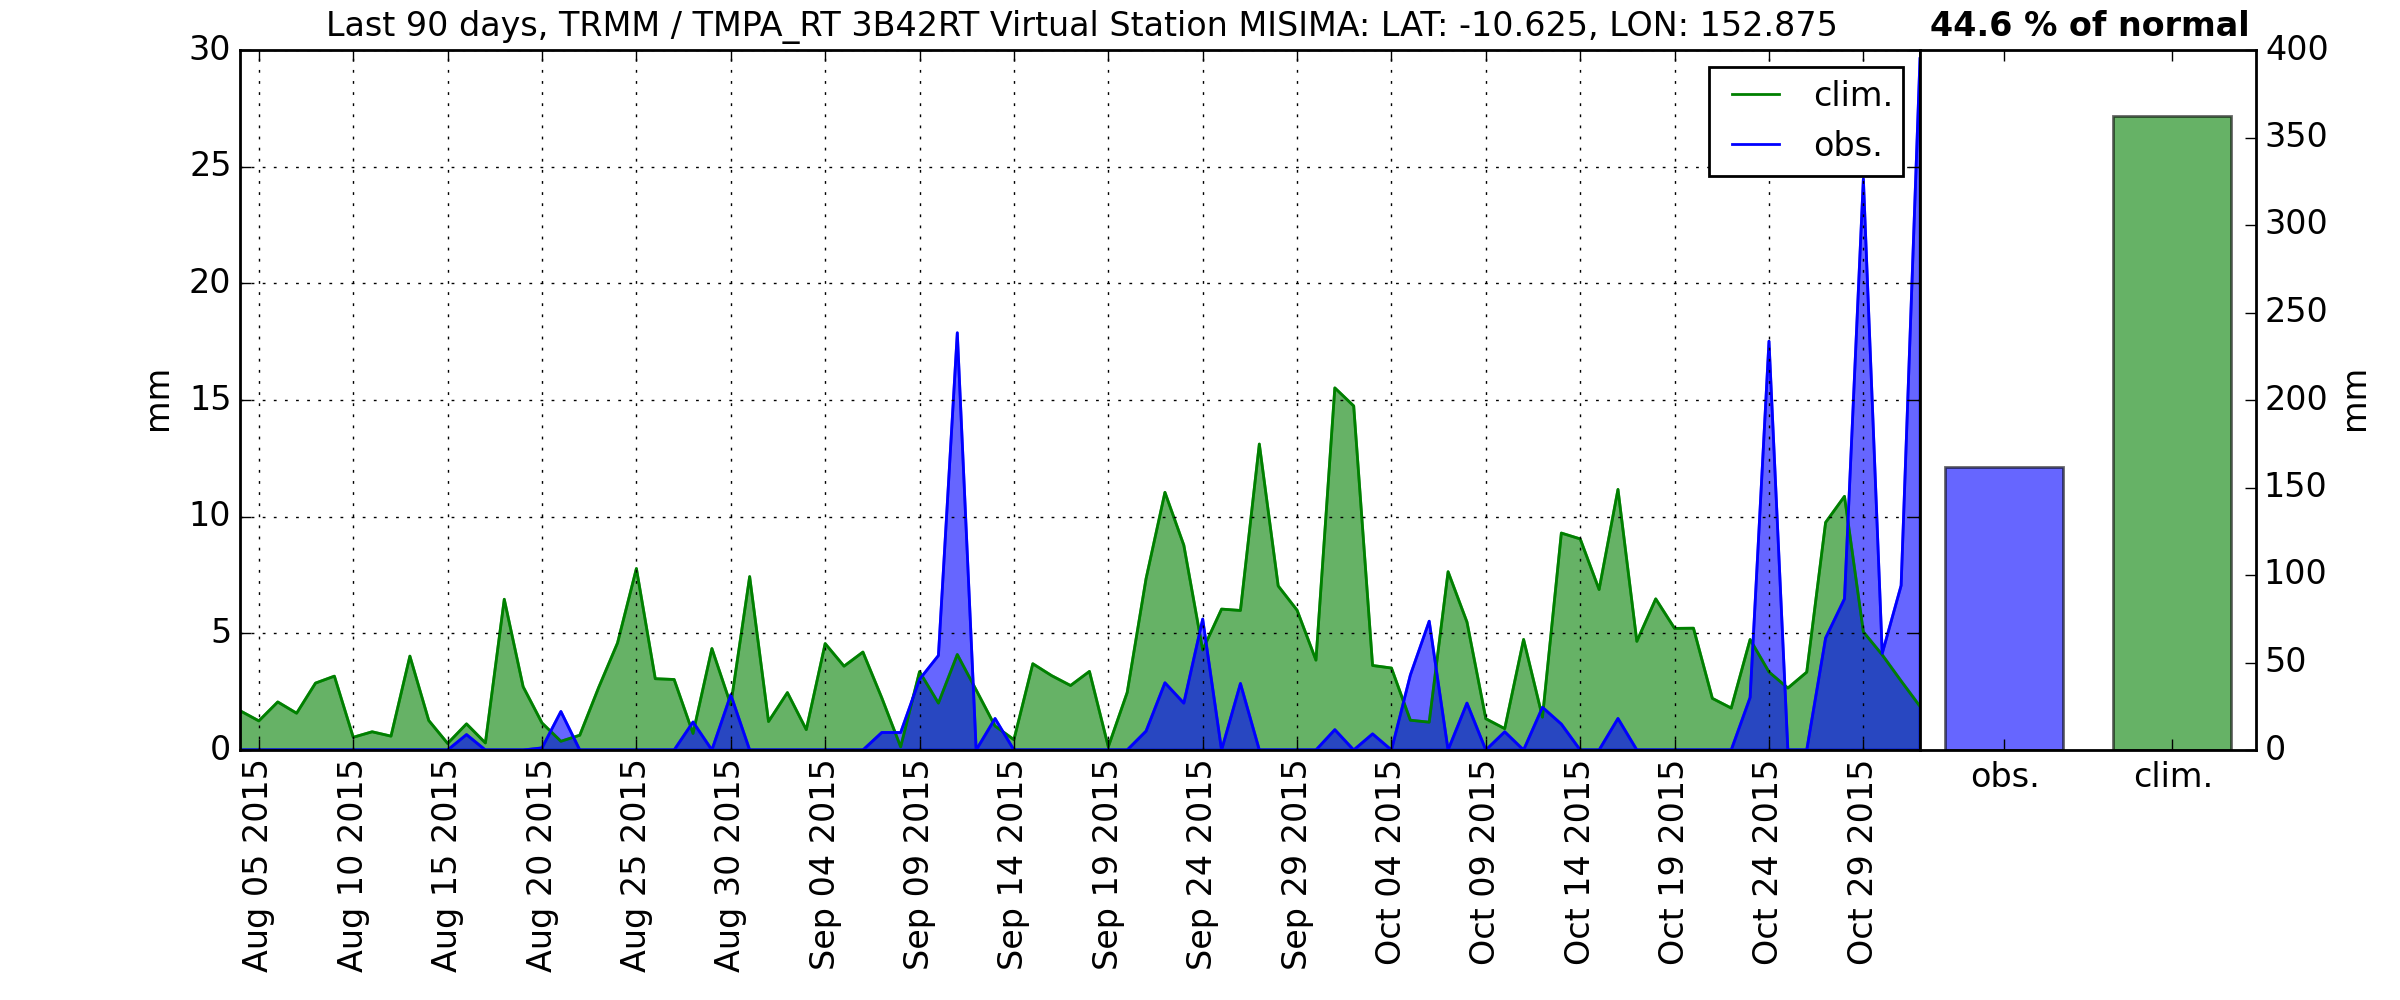 Last 90 days, TRMM / TMPA_RT 3B42RT Virtual Station MISIMA: LAT: -10.625, LON: 152.875
44.6 % of normal
30
25
20
15
10
5
0
mm
clim.
obs.
400
350
300
250
200
150
100
50
0
mm
Aug 05 2015
Aug 10 2015
Aug 15 2015
Aug 20 2015
Aug 25 2015
Aug 30 2015
Sep 04 2015
Sep 09 2015
Sep 14 2015
Sep 19 2015
Sep 24 2015
Sep 29 2015
Oct 04 2015
Oct 09 2015
Oct 14 2015
Oct 19 2015
Oct 24 2015
Oct 29 2015
obs.
clim.